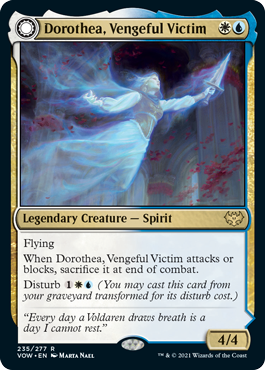 Dorothea, Vengeful Victim
Legendary Creature — Spirit
Flying
When Dorothea, Vengeful Victim attacks or
blocks, sacrifice it at end of combat.
Disturb 1 (You may cast this card from
your graveyard transformed for its disturb cost.)
“Every day a Voldaren draws breath is a
day I cannot rest.”
4/4
235/277 R
VOW • EN Marta Nael
™ & © 2021 Wizards of the Coast